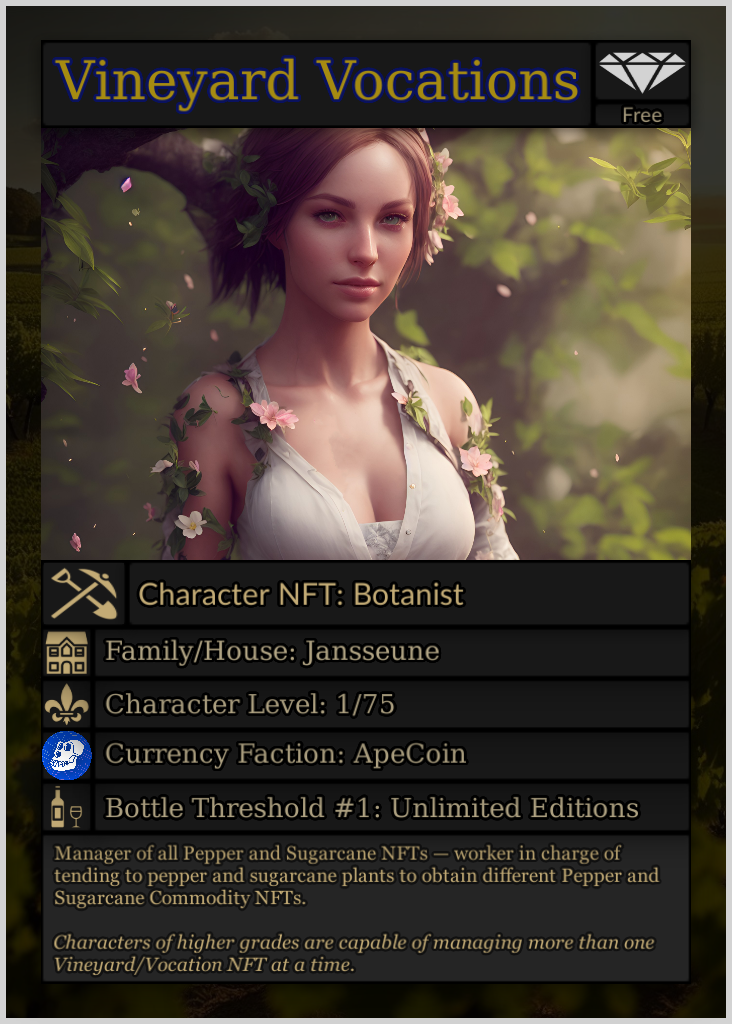 Vineyard Vocations
Free
Character NFT: Botanist
Family/House: Jansseune
Character Level: 1/75
Currency Faction: ApeCoin
Bottle Threshold #1: Unlimited Editions
Manager of all Pepper and Sugarcane NFTs — worker in charge of
tending to pepper and sugarcane plants to obtain different Pepper and
Sugarcane Commodity NFTs.
Characters of higher grades are capable of managing more than one
Vineyard/Vocation NFT at a time.